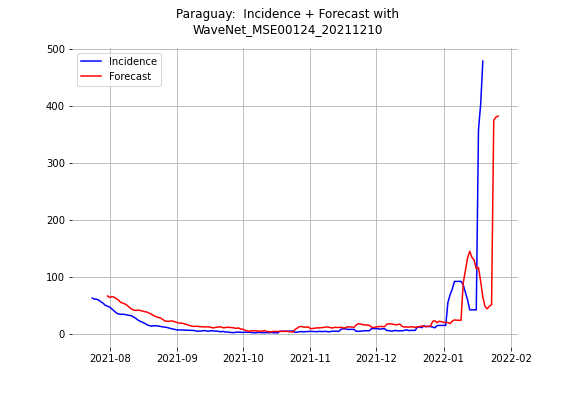 Paraguay:  Incidence + Forecast with
WaveNet_MSE00124_20211210
Incidence
Forecast
500
400
300
200
100
0
2021-08 2021-09 2021-10 2021-11 2021-12 2022-01 2022-02